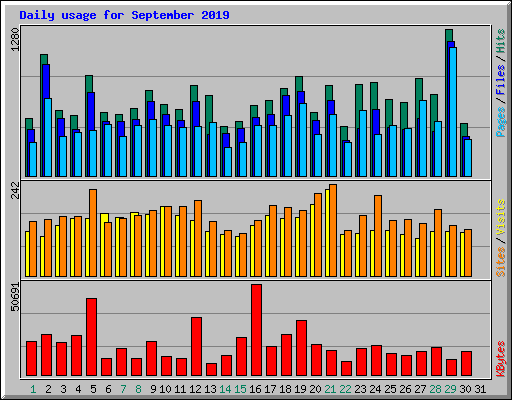 Daily usage for September 2019
1280
Pages / Files / Hits
242
Sites / Visits
50691
KBytes
1 2 3 4 5 6 7 8 9 10 11 12 13 14 15 16 17 18 19 20 21 22 23 24 25 26 27 28 29 30 31